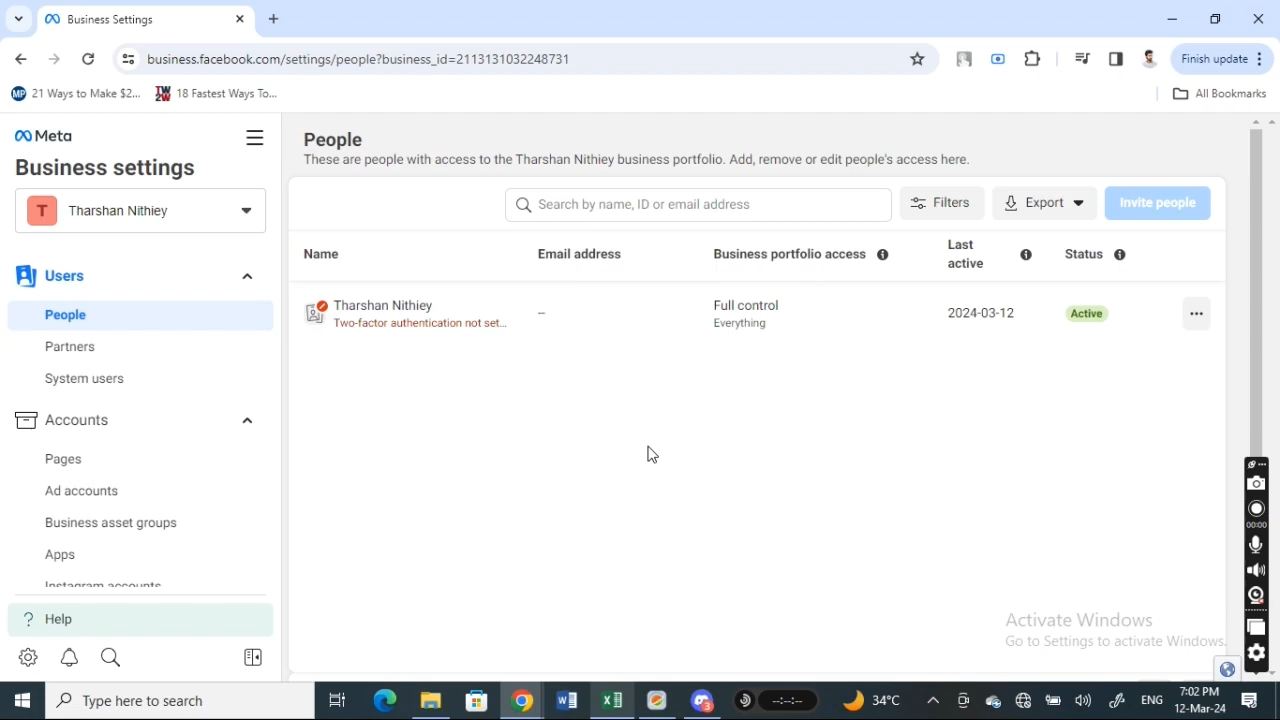 Business Settings
business.facebook.com/settings/people?business_id=2113131032248731
Finish update
21 Ways to Make $2...
18 Fastest Ways To...
All Bookmarks
Meta
Business settings
T
Tharshan Nithiey
Users
People
Partners
System users
Accounts
Pages
Ad accounts
Business asset groups
Apps
Instagram accounts
? Help
People
These are people with access to the Tharshan Nithiey business portfolio. Add, remove or edit people's access here.
Search by name, ID or email address
Filters
Export
Invite people
Name
Email address
Business portfolio access
Last active
Status
Tharshan Nithiey
Two-factor authentication not set...
–
Full control
Everything
2024-03-12
Active
00:00
Activate Windows
Go to Settings to activate Windows.
Type here to search
--:--:--
34°C
ENG
7:02 PM
12-Mar-24